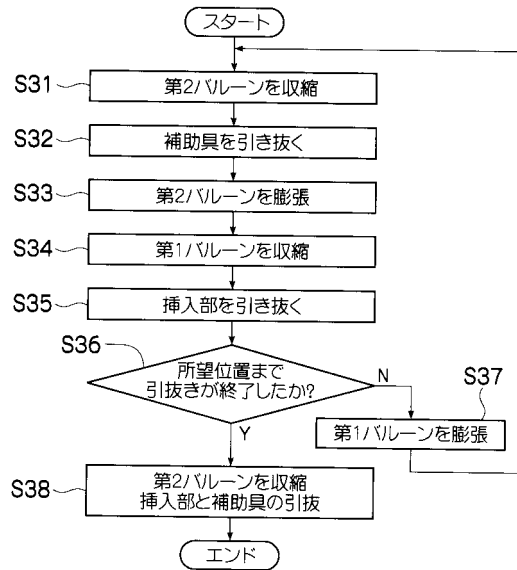 スタート
S31
第2バルーンを収縮
S32
補助具を引き抜く
S33
第2バルーンを膨張
S34
第1バルーンを収縮
S35
挿入部を引き抜く
S36
所望位置まで
引抜きが終了したか?
N
S37
第1バルーンを膨張
Y
S38
第2バルーンを収縮
挿入部と補助具の引抜
エンド